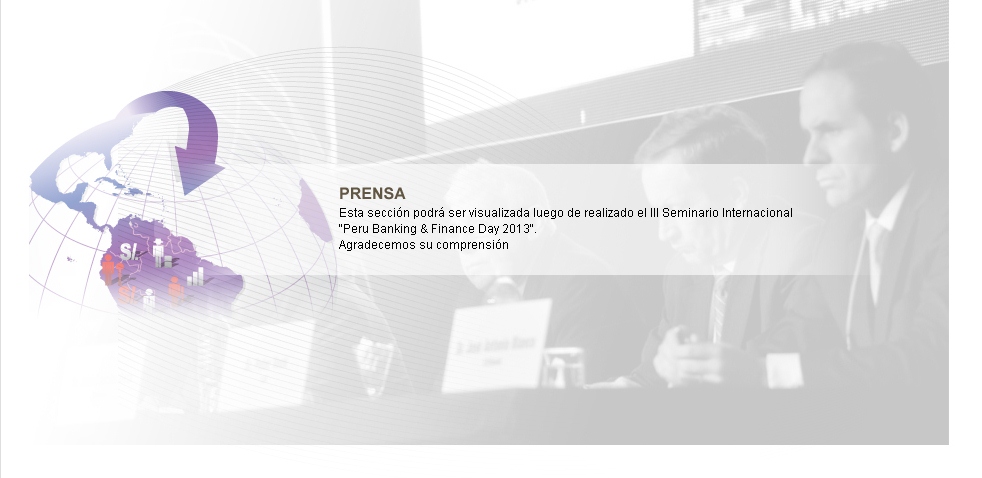 PRENSA
Esta sección podrá ser visualizada luego de realizado el III Seminario Internacional
"Peru Banking & Finance Day 2013".
Agradecemos su comprensión
S/.